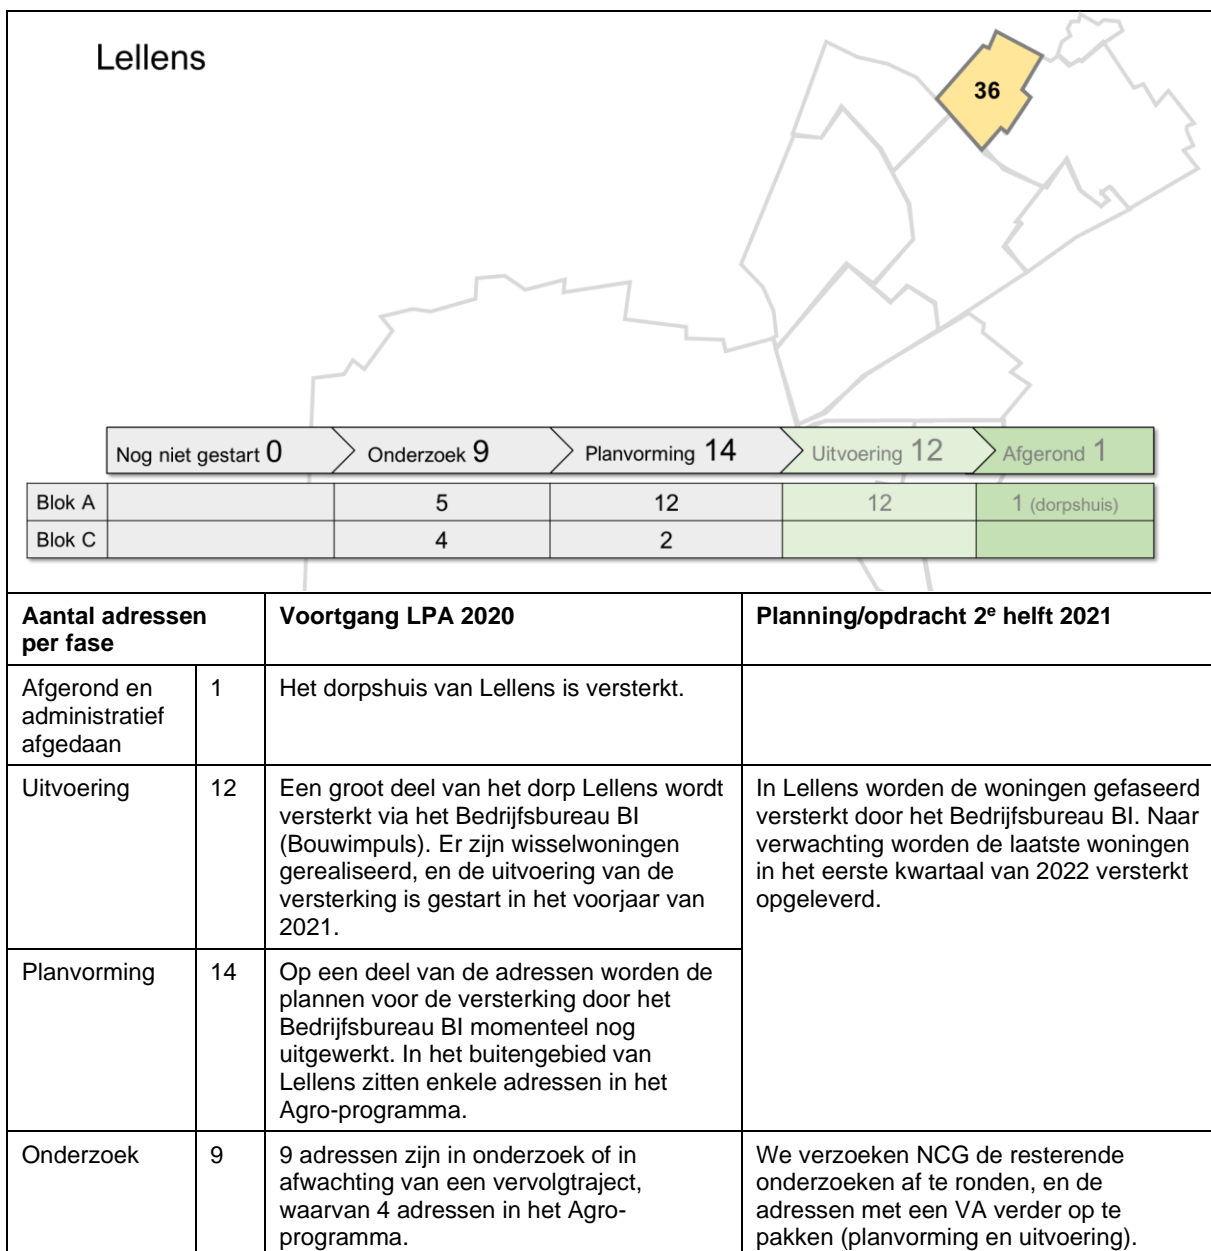 Lellens
36
Nog niet gestart 0 Onderzoek 9 Planvorming 14 Uitvoering 12 Afgerond 1
Blok A 5 12 12 1 (dorpshuis)
Blok C 4 2
Aantal adressen
per fase
Voortgang LPA 2020
Planning/opdracht 2e helft 2021
Afgerond en
administratief
afgedaan
1
Het dorpshuis van Lellens is versterkt.
Uitvoering
12
Een groot deel van het dorp Lellens wordt
versterkt via het Bedrijfsbureau BI
(Bouwimpuls). Er zijn wisselwoningen
gerealiseerd, en de uitvoering van de
versterking is gestart in het voorjaar van
2021.
In Lellens worden de woningen gefaseerd
versterkt door het Bedrijfsbureau BI. Naar
verwachting worden de laatste woningen
in het eerste kwartaal van 2022 versterkt
opgeleverd.
Planvorming
14
Op een deel van de adressen worden de
plannen voor de versterking door het
Bedrijfsbureau BI momenteel nog
uitgewerkt. In het buitengebied van
Lellens zitten enkele adressen in het
Agro-programma.
Onderzoek
9
9 adressen zijn in onderzoek of in
afwachting van een vervolgtraject,
waarvan 4 adressen in het Agro-
programma.
We verzoeken NCG de resterende
onderzoeken af te ronden, en de
adressen met een VA verder op te
pakken (planvorming en uitvoering).